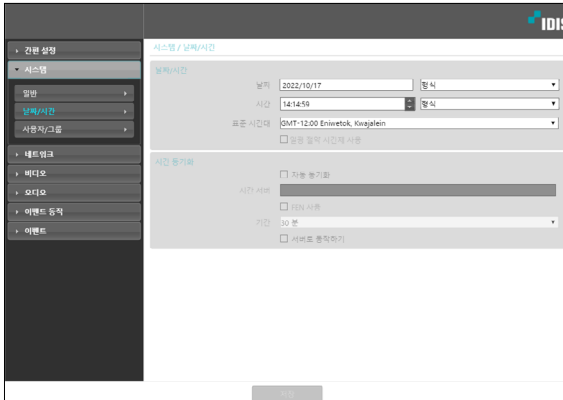 IDIS
간편 설정
시스템
일반
날짜/시간
사용자/그룹
네트워크
비디오
오디오
이벤트 동작
이벤트
시스템 / 날짜/시간
날짜/시간
날짜 2022/10/17 형식
시간 14:14:59 형식
표준 시간대 GMT-12:00 Eniwetok, Kwajalein
일광 절약 시간제 사용
시간 동기화
자동 동기화
시간 서버
FEN 사용
기간 30 분
서버로 동작하기
저장